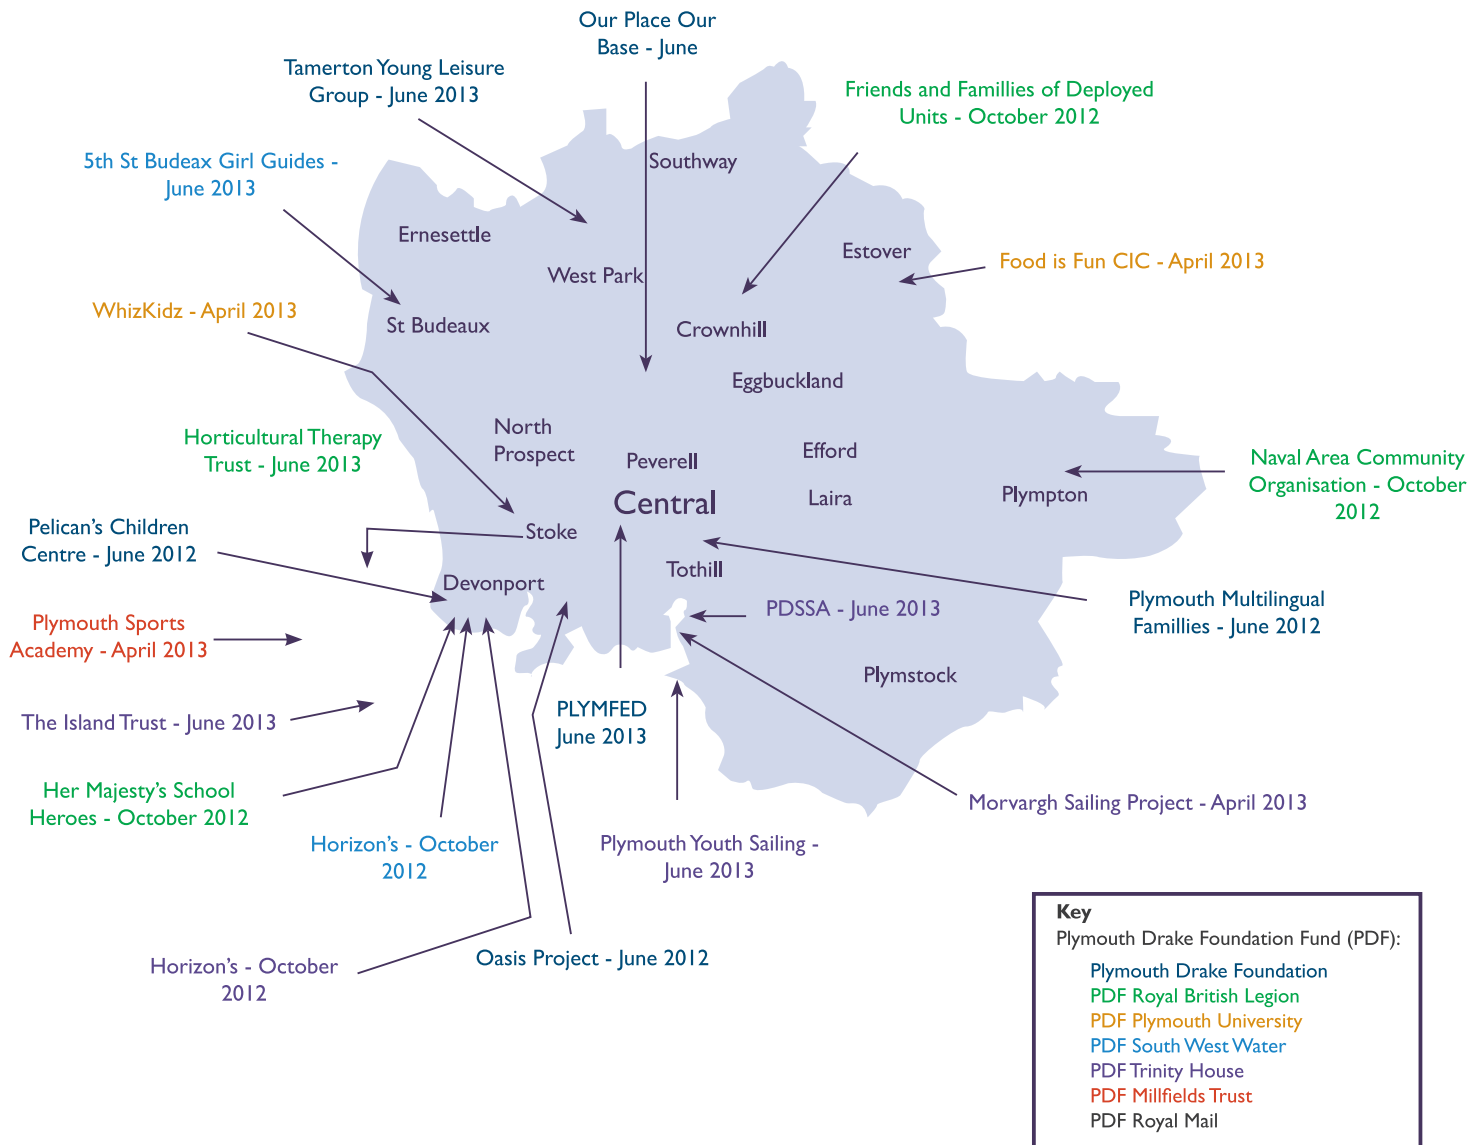 Our Place Our
Base - June
Tamerton Young Leisure
Group - June 2013
Friends and Famillies of Deployed
Units - October 2012
5th St Budeax Girl Guides -
June 2013
Southway
Ernesettle
Estover
Food is Fun CIC - April 2013
West Park
WhizKidz - April 2013
St Budeaux
Crownhill
Eggbuckland
Horticultural Therapy
Trust - June 2013
North
Prospect
Peverell
Efford
Naval Area Community
Organisation - October
2012
Central
Laira
Plympton
Pelican's Children
Centre - June 2012
Stoke
Tothill
Devonport
PDSSA - June 2013
Plymouth Multilingual
Famillies - June 2012
Plymouth Sports
Academy - April 2013
Plymstock
The Island Trust - June 2013
PLYMFED
June 2013
Her Majesty's School
Heroes - October 2012
Morvargh Sailing Project - April 2013
Horizon's - October
2012
Plymouth Youth Sailing -
June 2013
Horizon's - October
2012
Oasis Project - June 2012
Key
Plymouth Drake Foundation Fund (PDF):
Plymouth Drake Foundation
PDF Royal British Legion
PDF Plymouth University
PDF South West Water
PDF Trinity House
PDF Millfields Trust
PDF Royal Mail